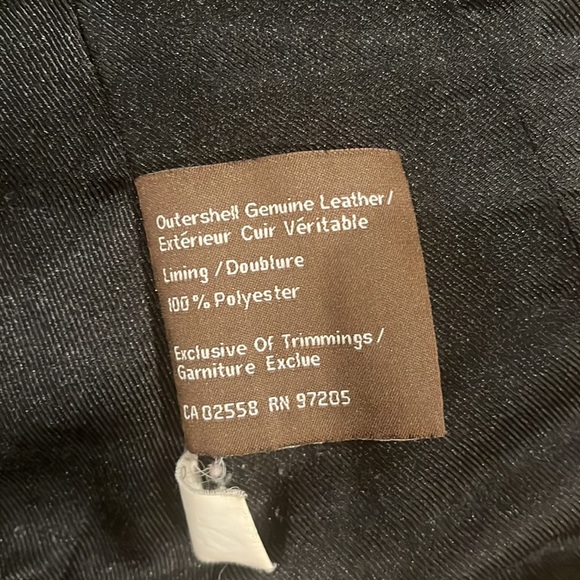 Outershell Genuine Leather/
Extérieur Cuir Véritable
Lining /Doublure
100% Polyester
Exclusive Of Trimmings/
Garniture Exclue
CA 02558 RN 97205